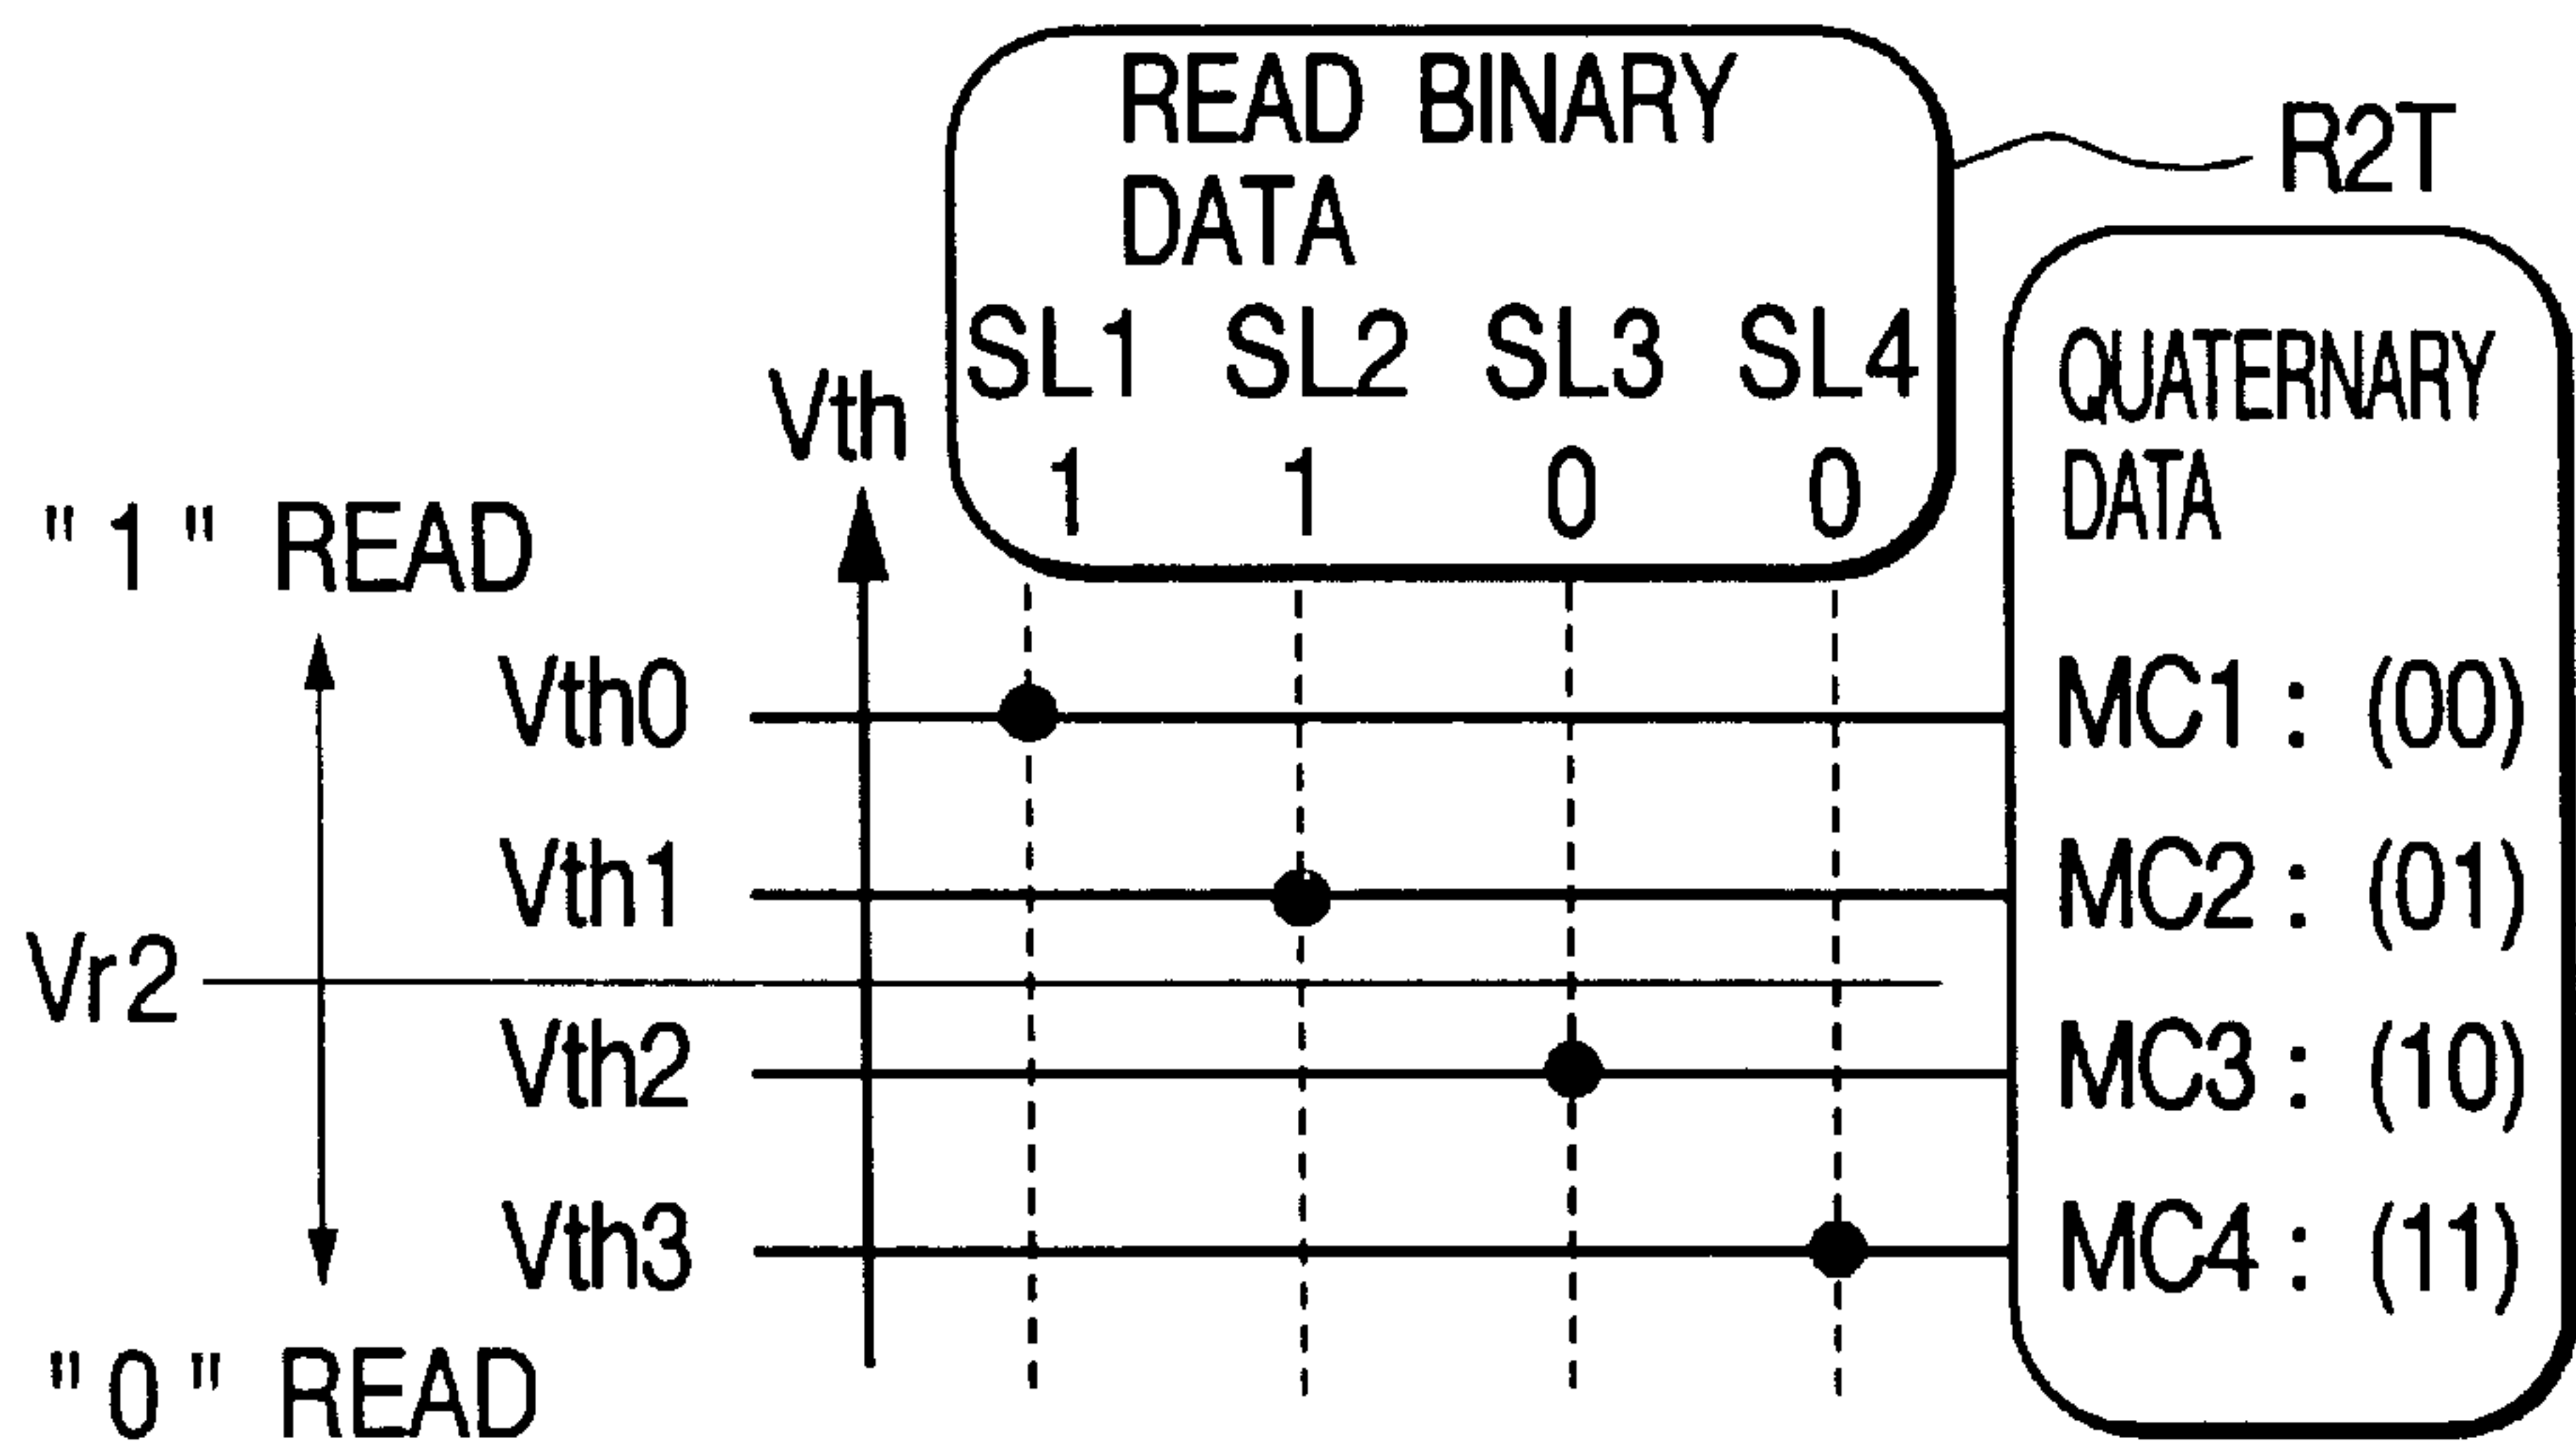 READ BINARY
DATA
R2T
SL1 SL2 SL3 SL4
1 1 0 0
QUATERNARY
DATA
Vth
" 1 " READ
Vth0
MC1 : (00)
Vth1
MC2 : (01)
Vr2
Vth2
MC3 : (10)
Vth3
MC4 : (11)
" 0 " READ